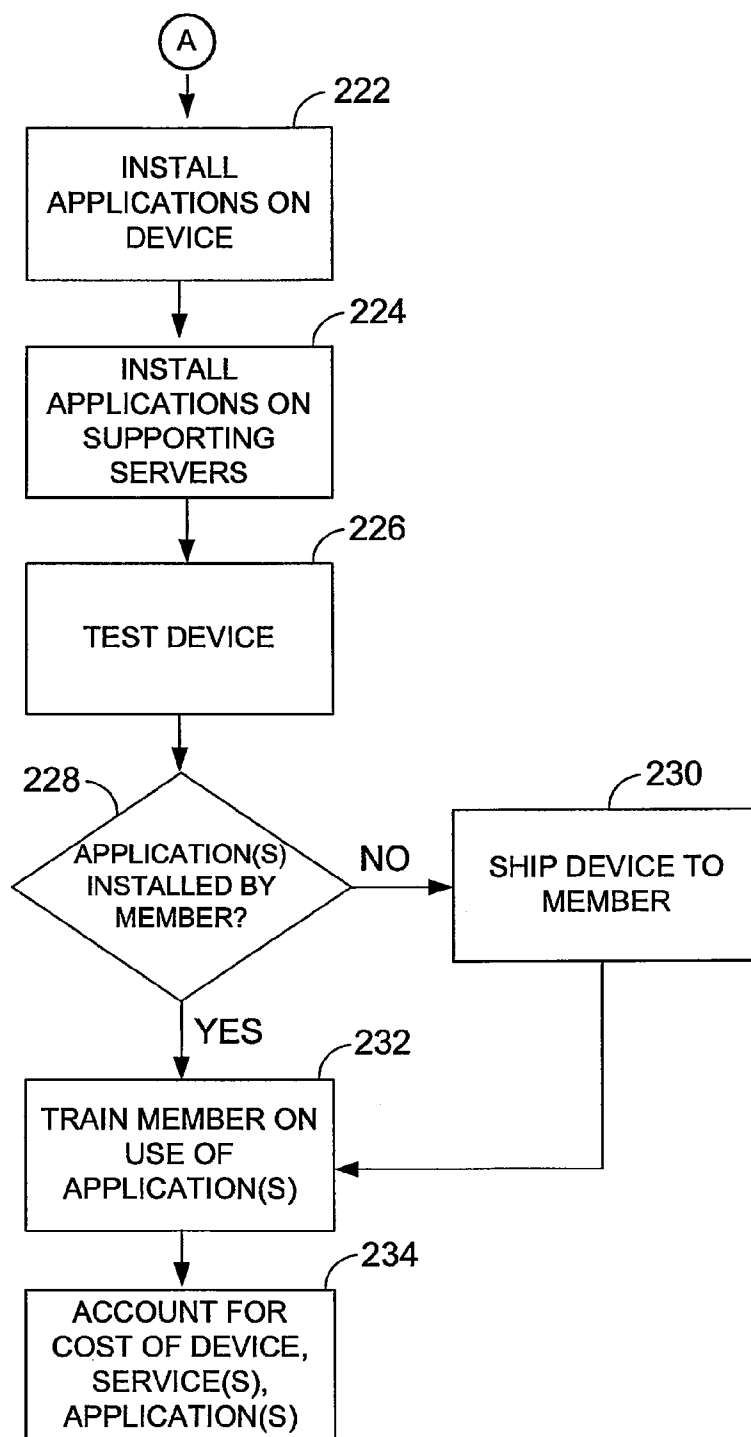 A
222
INSTALL
APPLICATIONS ON
DEVICE
224
INSTALL
APPLICATIONS ON
SUPPORTING
SERVERS
226
TEST DEVICE
228
APPLICATION(S)
INSTALLED BY
MEMBER?
NO
230
SHIP DEVICE TO
MEMBER
YES
232
TRAIN MEMBER ON
USE OF
APPLICATION(S)
234
ACCOUNT FOR
COST OF DEVICE,
SERVICE(S),
APPLICATION(S)